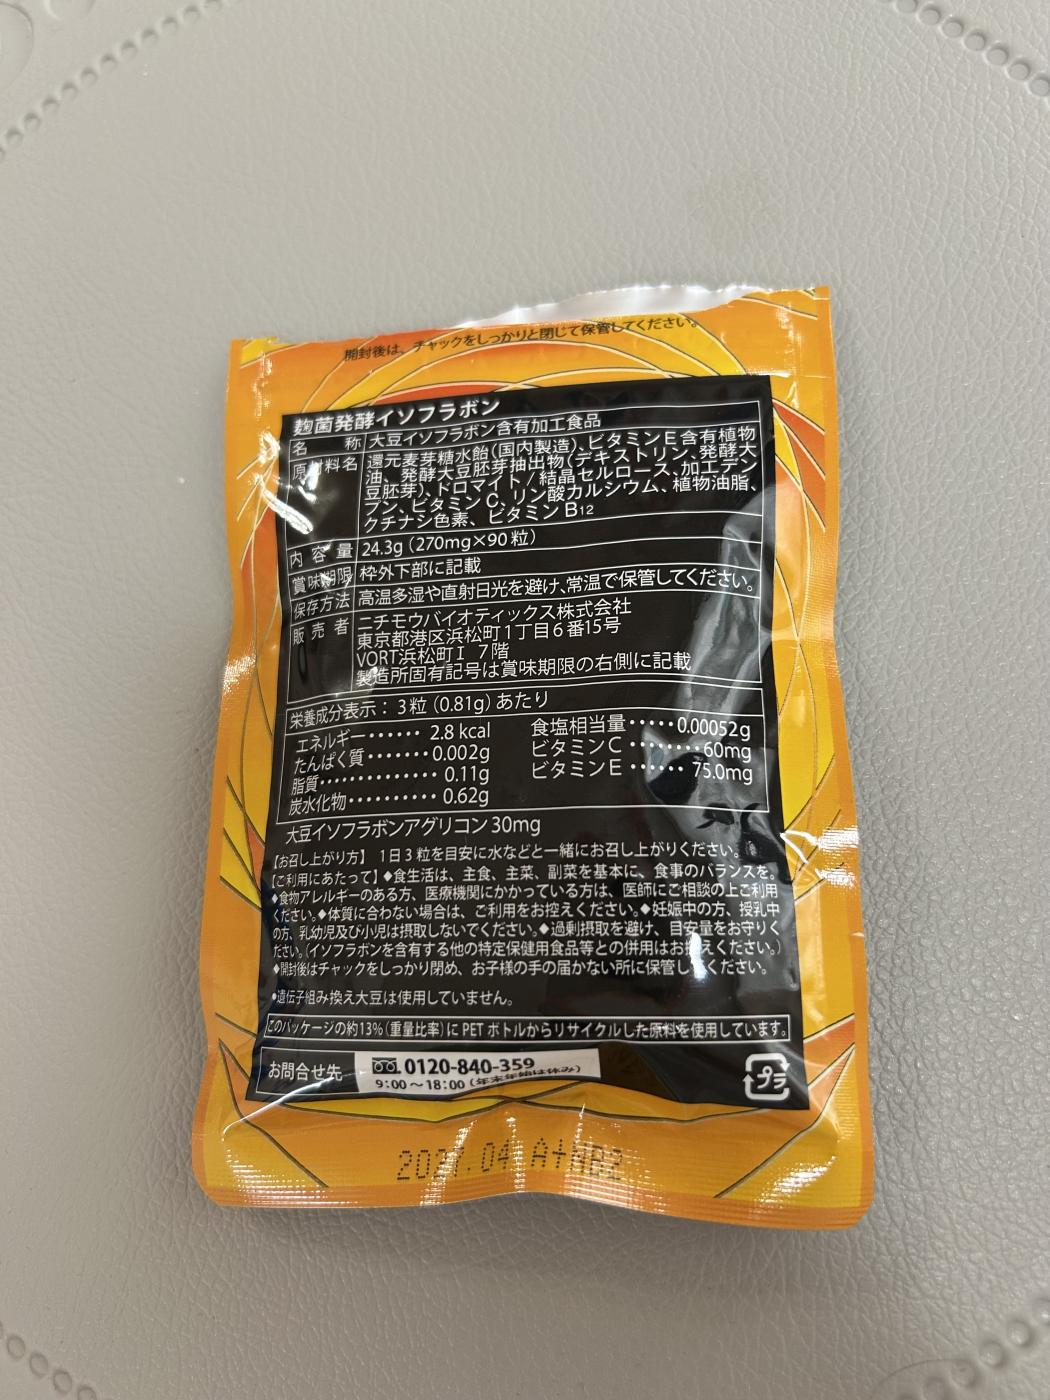 開封後は、チャックをしっかりと閉じて保管してください。
麹菌発酵イソフラボン
名称 大豆イソフラボン含有加工食品
原材料名 還元麦芽糖水飴(国内製造)、ビタミンE含有植物
油、発酵大豆胚芽抽出物(デキストリン、発酵大
豆胚芽)、ドロマイト/結晶セルロース、加工デン
プン、ビタミンC、リン酸カルシウム、植物油脂、
クチナシ色素、ビタミンB12
内容量 24.3g(270mg×90粒)
賞味期限 枠外下部に記載
保存方法 高温多湿や直射日光を避け、常温で保管してください。
販売者 ニチモウバイオティックス株式会社
東京都港区浜松町1丁目6番15号
VORT浜松町I 7階
製造所固有記号は賞味期限の右側に記載
栄養成分表示:3粒(0.81g)あたり
エネルギー……2.8kcal 食塩相当量……0.00052g
たんぱく質……0.002g ビタミンC……60mg
脂質……0.11g ビタミンE……75.0mg
炭水化物……0.62g
大豆イソフラボンアグリコン30mg
【お召し上がり方】 1日3粒を目安に水などと一緒にお召し上がりください。
【ご利用にあたって】◆食生活は、主食、主菜、副菜を基本に、食事のバランスを。
◆食物アレルギーのある方、医療機関にかかっている方は、医師にご相談の上ご利用
ください。◆体質に合わない場合は、ご利用をお控えください。◆妊娠中の方、授乳中
の方、乳幼児及び小児は摂取しないでください。◆過剰摂取を避け、目安量をお守りく
ださい。(イソフラボンを含有する他の特定保健用食品等との併用はお控えください。)
◆開封後はチャックをしっかり閉め、お子様の手の届かない所に保管してください。
●遺伝子組み換え大豆は使用していません。
このパッケージの約13%(重量比率)にPETボトルからリサイクルした原料を使用しています。
お問合せ先 0120-840-359
9:00〜18:00(年末年始は休み)
プラ
2027.04 A†NB2